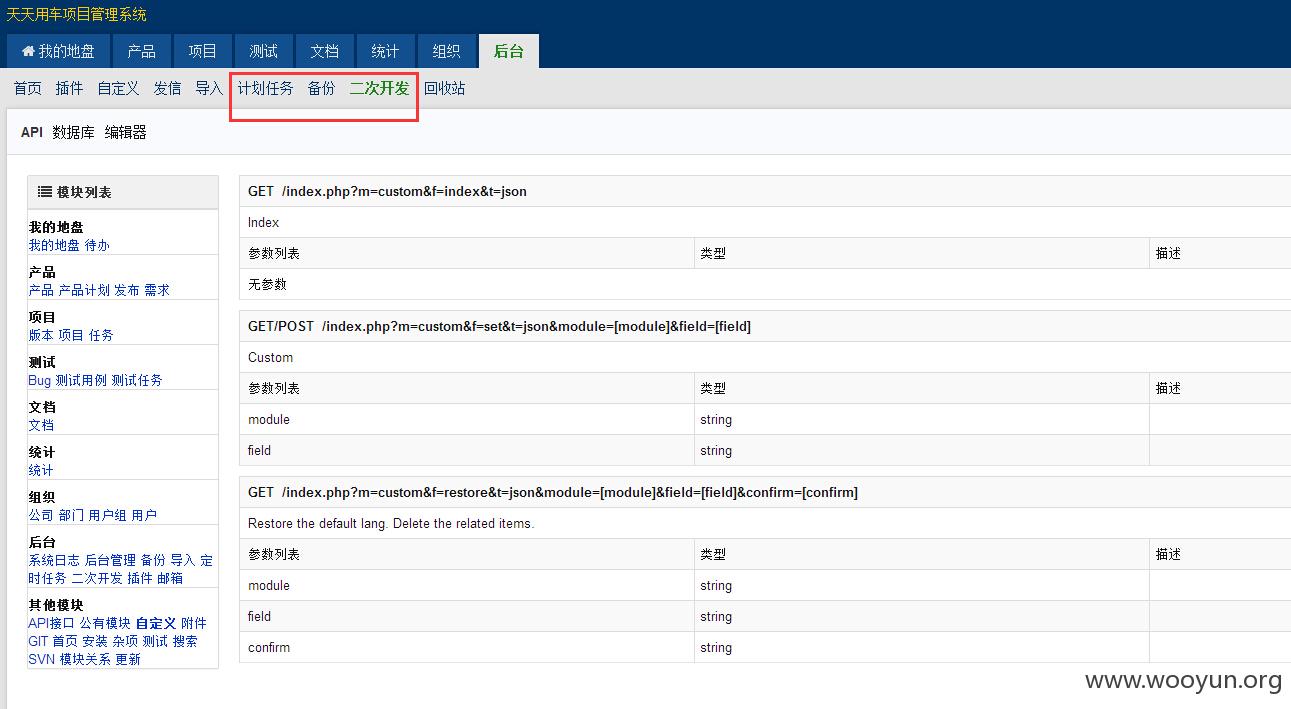 天天用车项目管理系统
我的地盘 产品 项目 测试 文档 统计 组织 后台
首页 插件 自定义 发信 导入 计划任务 备份 二次开发 回收站
API 数据库 编辑器
模块列表
我的地盘
我的地盘 待办
产品
产品 产品计划 发布 需求
项目
版本 项目 任务
测试
Bug 测试用例 测试任务
文档
文档
统计
统计
组织
公司 部门 用户组 用户
后台
系统日志 后台管理 备份 导入 定
时任务 二次开发 插件 邮箱
其他模块
API接口 公有模块 自定义 附件
GIT 首页 安装 杂项 测试 搜索
SVN 模块关系 更新
GET /index.php?m=custom&f=index&t=json
Index
参数列表 类型 描述
无参数
GET/POST /index.php?m=custom&f=set&t=json&module=[module]&field=[field]
Custom
参数列表 类型 描述
module string
field string
GET /index.php?m=custom&f=restore&t=json&module=[module]&field=[field]&confirm=[confirm]
Restore the default lang. Delete the related items.
参数列表 类型 描述
module string
field string
confirm string
www.wooyun.org